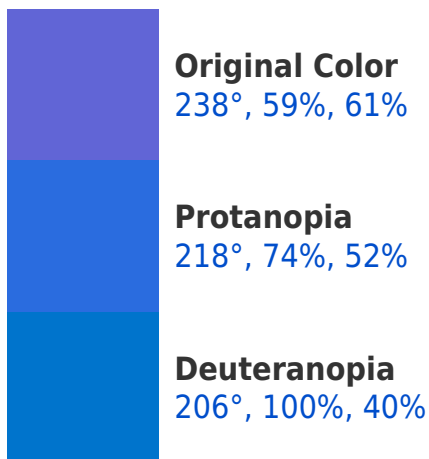 Original Color
238°, 59%, 61%
Protanopia
218°, 74%, 52%
Deuteranopia
206°, 100%, 40%